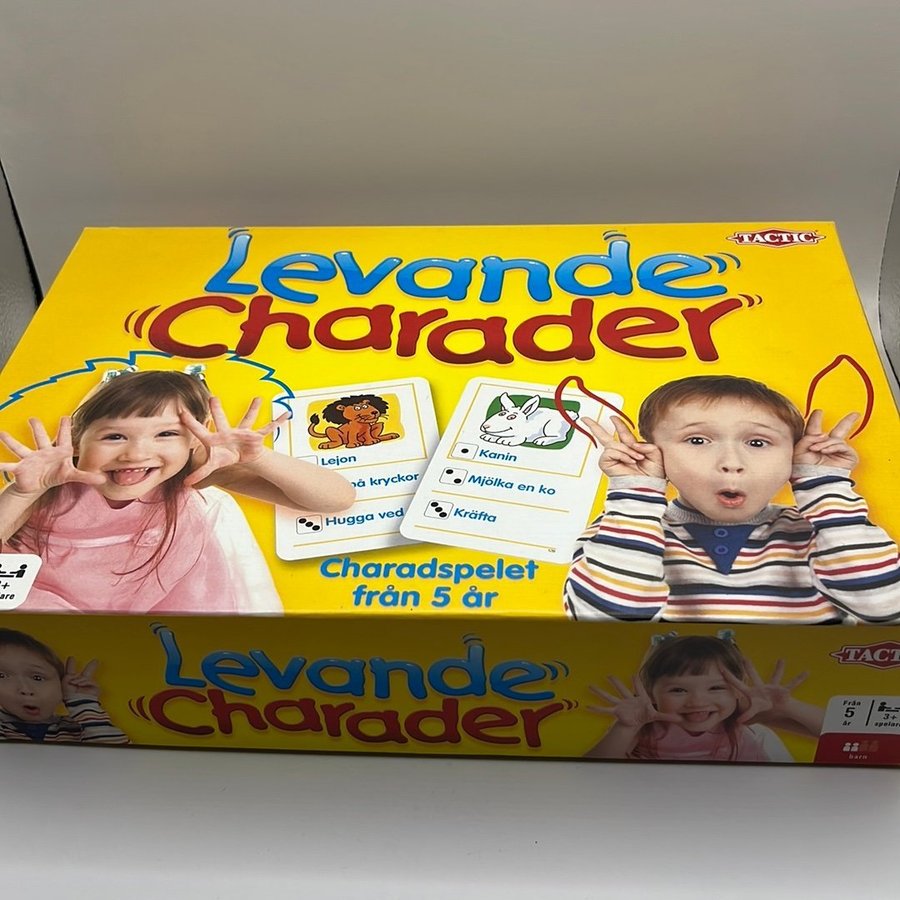 TACTIC
Levande
Charader
Lejon
på kryckor
Hugga ved
Kanin
Mjölka en ko
Kräfta
Charadspelet
från 5 år
Levande
Charader
Från
5
år
3+
spelare
barn